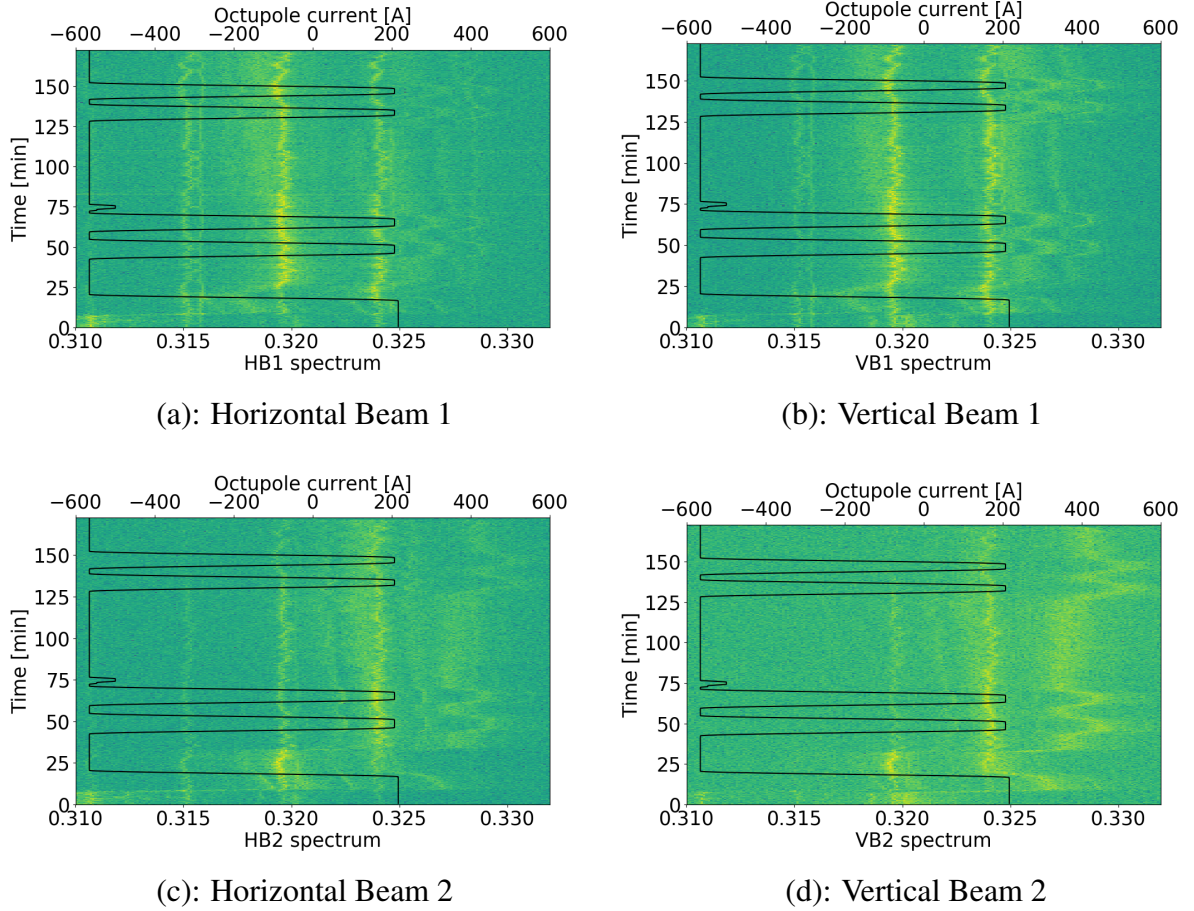 Octupole current [A]
−600 −400 −200 0 200 400 600
Time [min]
150
125
100
75
50
25
0
0.310 0.315 0.320 0.325 0.330
HB1 spectrum
(a): Horizontal Beam 1
Octupole current [A]
−600 −400 −200 0 200 400 600
Time [min]
150
125
100
75
50
25
0
0.310 0.315 0.320 0.325 0.330
VB1 spectrum
(b): Vertical Beam 1
Octupole current [A]
−600 −400 −200 0 200 400 600
Time [min]
150
125
100
75
50
25
0
0.310 0.315 0.320 0.325 0.330
HB2 spectrum
(c): Horizontal Beam 2
Octupole current [A]
−600 −400 −200 0 200 400 600
Time [min]
150
125
100
75
50
25
0
0.310 0.315 0.320 0.325 0.330
VB2 spectrum
(d): Vertical Beam 2